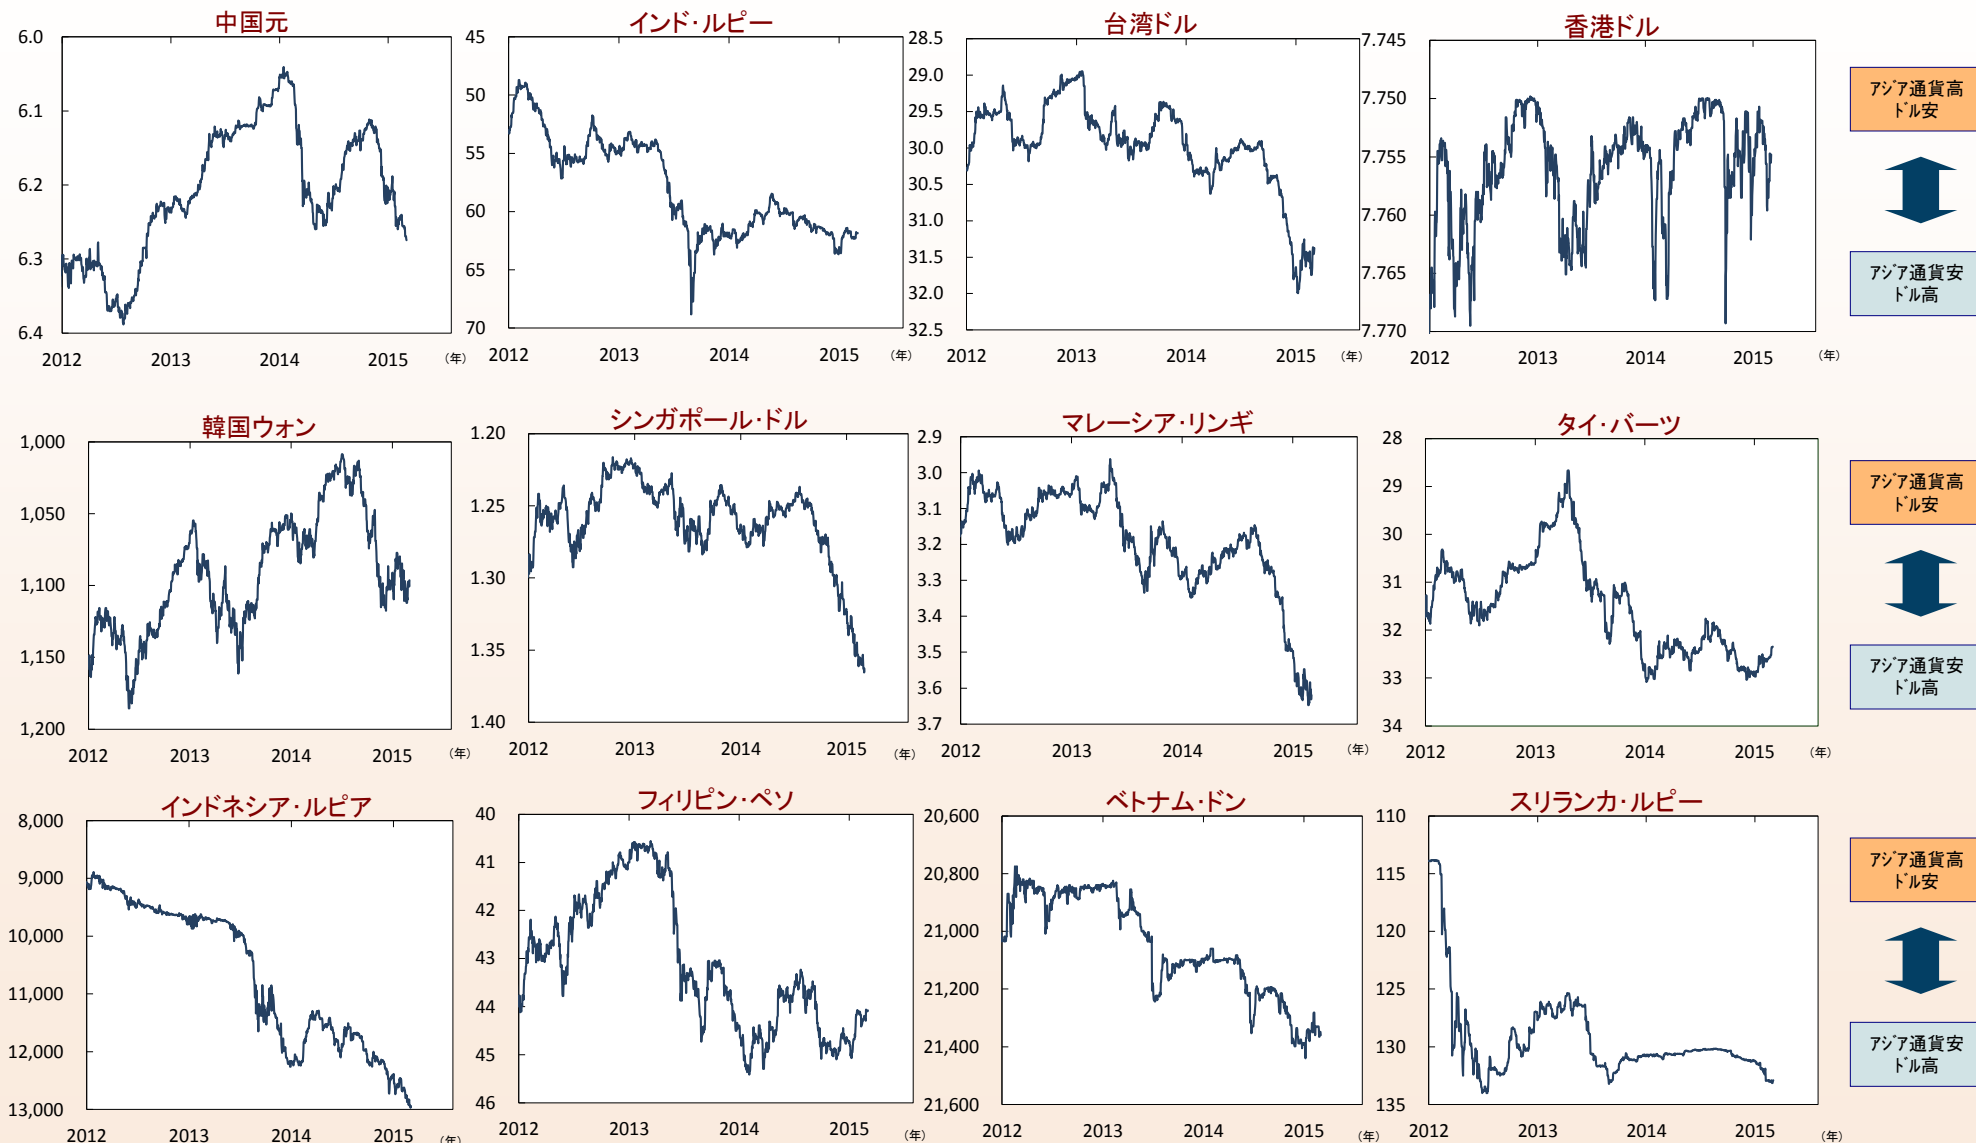 中国元
インド・ルピー
台湾ドル
香港ドル
6.0
6.1
6.2
6.3
6.4
2012 2013 2014 2015 (年)
45
50
55
60
65
70
2012 2013 2014 2015 (年)
28.5
29.0
29.5
30.0
30.5
31.0
31.5
32.0
32.5
2012 2013 2014 2015 (年)
7.745
7.750
7.755
7.760
7.765
7.770
2012 2013 2014 2015 (年)
アジア通貨高
ドル安
アジア通貨安
ドル高
韓国ウォン
シンガポール・ドル
マレーシア・リンギ
タイ・バーツ
1,000
1,050
1,100
1,150
1,200
2012 2013 2014 2015 (年)
1.20
1.25
1.30
1.35
1.40
2012 2013 2014 2015 (年)
2.9
3.0
3.1
3.2
3.3
3.4
3.5
3.6
3.7
2012 2013 2014 2015 (年)
28
29
30
31
32
33
34
2012 2013 2014 2015 (年)
アジア通貨高
ドル安
アジア通貨安
ドル高
インドネシア・ルピア
フィリピン・ペソ
ベトナム・ドン
スリランカ・ルピー
8,000
9,000
10,000
11,000
12,000
13,000
2012 2013 2014 2015 (年)
40
41
42
43
44
45
46
2012 2013 2014 2015 (年)
20,600
20,800
21,000
21,200
21,400
21,600
2012 2013 2014 2015 (年)
110
115
120
125
130
135
2012 2013 2014 2015 (年)
アジア通貨高
ドル安
アジア通貨安
ドル高